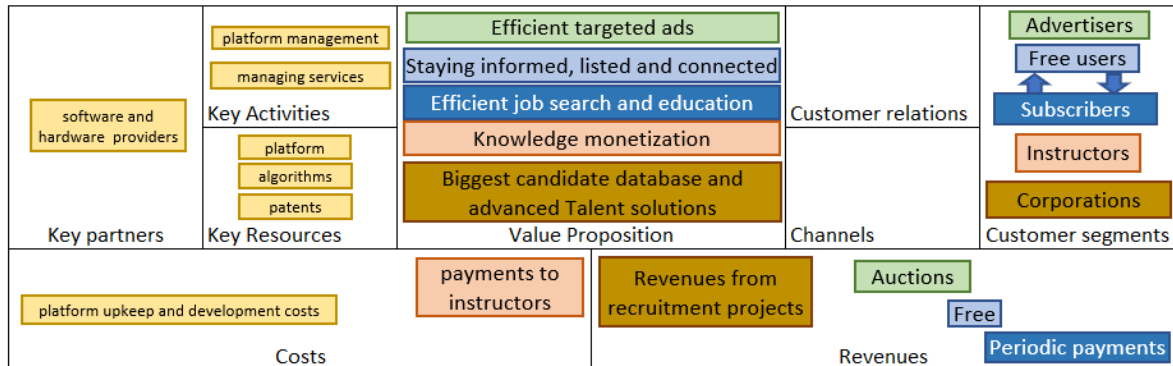 software and
hardware providers
Key partners
platform management
managing services
Key Activities
platform
algorithms
patents
Key Resources
Efficient targeted ads
Staying informed, listed and connected
Efficient job search and education
Knowledge monetization
Biggest candidate database and
advanced Talent solutions
Value Proposition
Customer relations
Channels
Advertisers
Free users
Subscribers
Instructors
Corporations
Customer segments
platform upkeep and development costs
payments to
instructors
Costs
Revenues from
recruitment projects
Auctions
Free
Periodic payments
Revenues